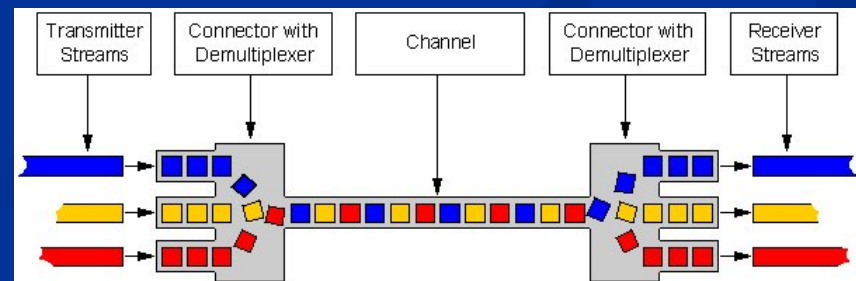 Transmitter
Streams
Connector with
Demultiplexer
Channel
Connector with
Demultiplexer
Receiver
Streams